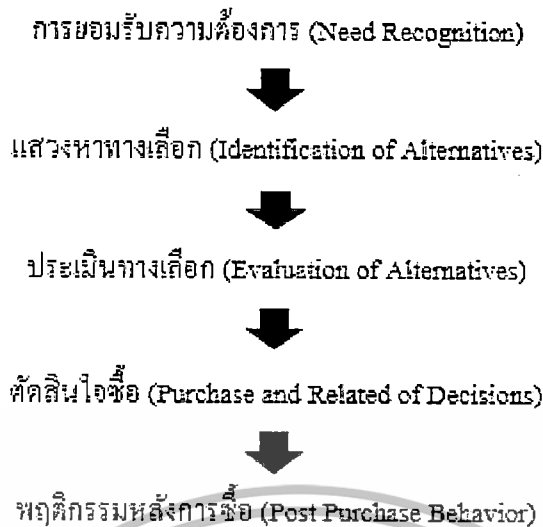 การยอมรับความต้องการ (Need Recognition)
แสวงหาทางเลือก (Identification of Alternatives)
ประเมินทางเลือก (Evaluation of Alternatives)
ตัดสินใจซื้อ (Purchase and Related of Decisions)
พฤติกรรมหลังการซื้อ (Post Purchase Behavior)